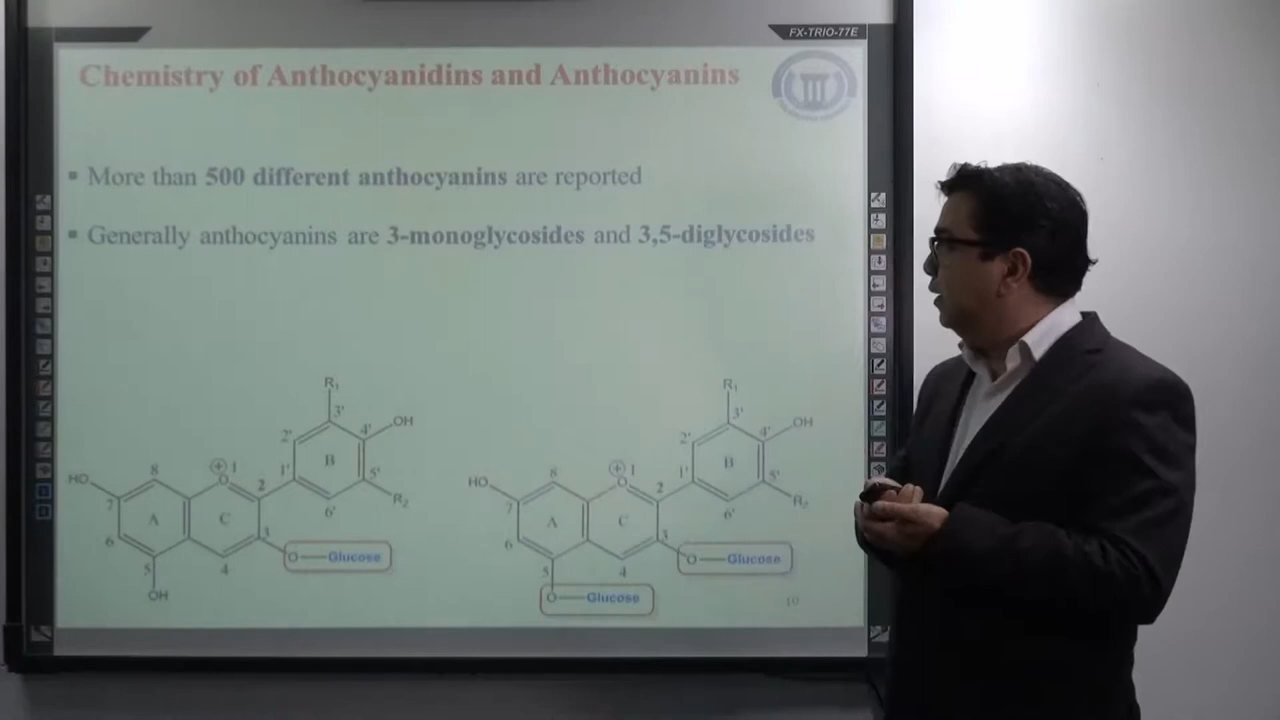 FX-TRIO-77E
Chemistry of Anthocyanidins and Anthocyanins
▪ More than 500 different anthocyanins are reported
▪ Generally anthocyanins are 3-monoglycosides and 3,5-diglycosides
R₁
3'
4'
OH
2'
B
5'
1'
R₂
6'
HO
8
⊕ 1
O
2
7
A
C
3
6
5
4
O—Glucose
OH
R₁
3'
4'
OH
2'
B
5'
1'
R₂
6'
HO
8
⊕ 1
O
2
7
A
C
3
6
5
4
O—Glucose
O—Glucose
10